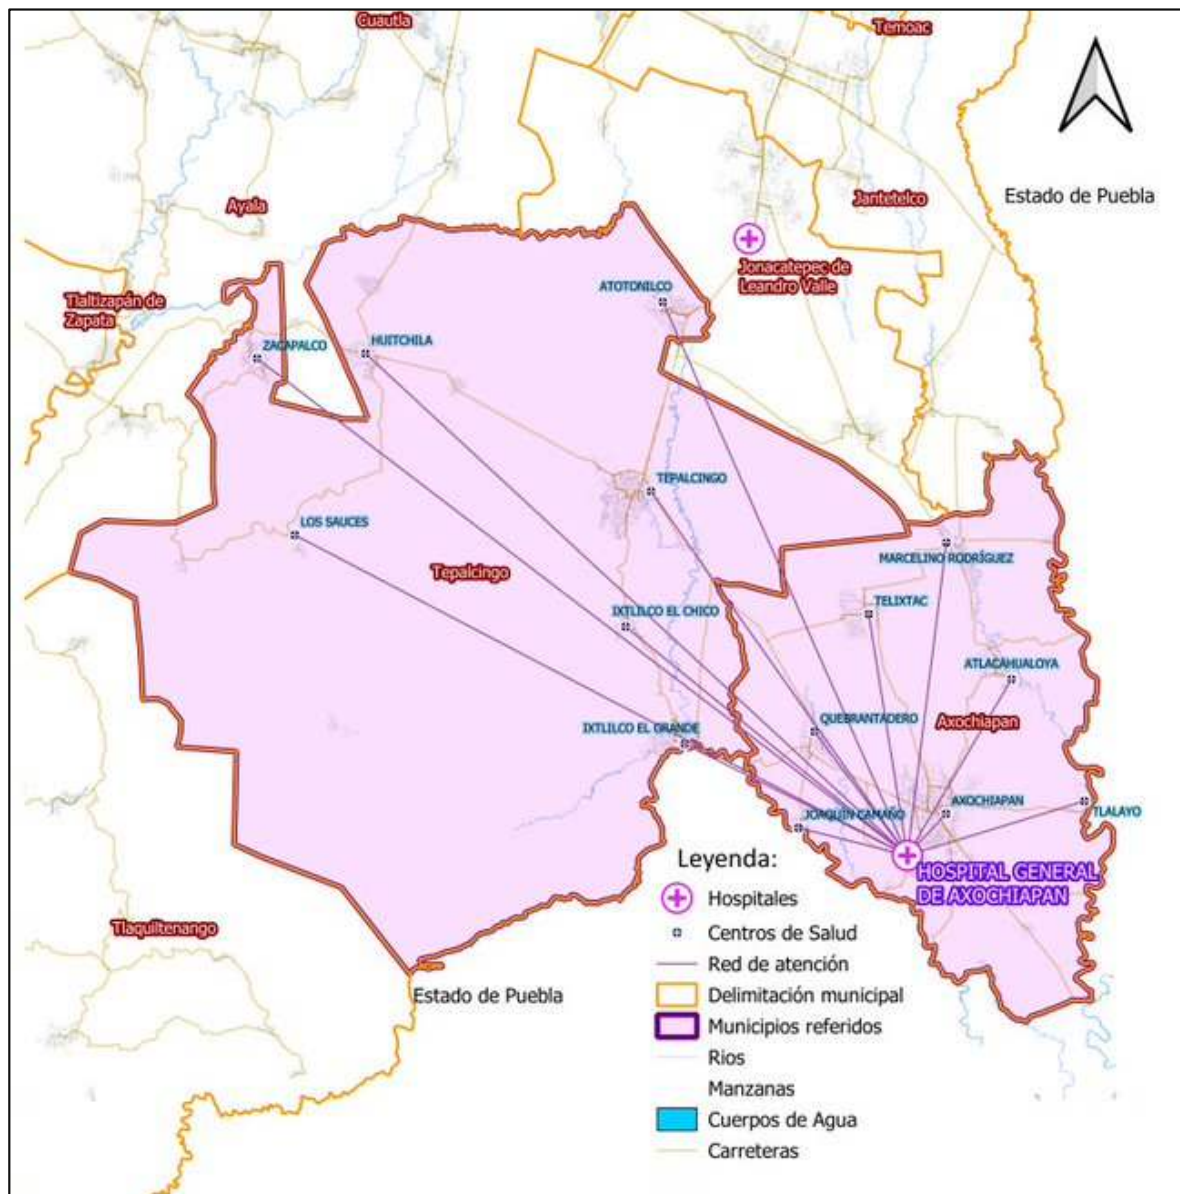 Cuautla
Temoac
Estado de Puebla
Jantetelco
Ayala
Jonacatepec de
Leandro Valle
ATOTONILCO
Tlaltizapán de
Zapata
ZACAPALCO
HUITCHILA
TEPALCINGO
LOS SAUCES
MARCELINO RODRÍGUEZ
Tepalcingo
IXTLILCO EL CHICO
TELIXTAC
ATLACAHUALOYA
QUEBRANTADERO
Axochiapan
IXTLILCO EL GRANDE
AXOCHIAPAN
TLALAYO
JOAQUÍN CAMAÑO
HOSPITAL GENERAL
DE AXOCHIAPAN
Tlaquiltenango
Estado de Puebla
Leyenda:
Hospitales
Centros de Salud
Red de atención
Delimitación municipal
Municipios referidos
Rios
Manzanas
Cuerpos de Agua
Carreteras